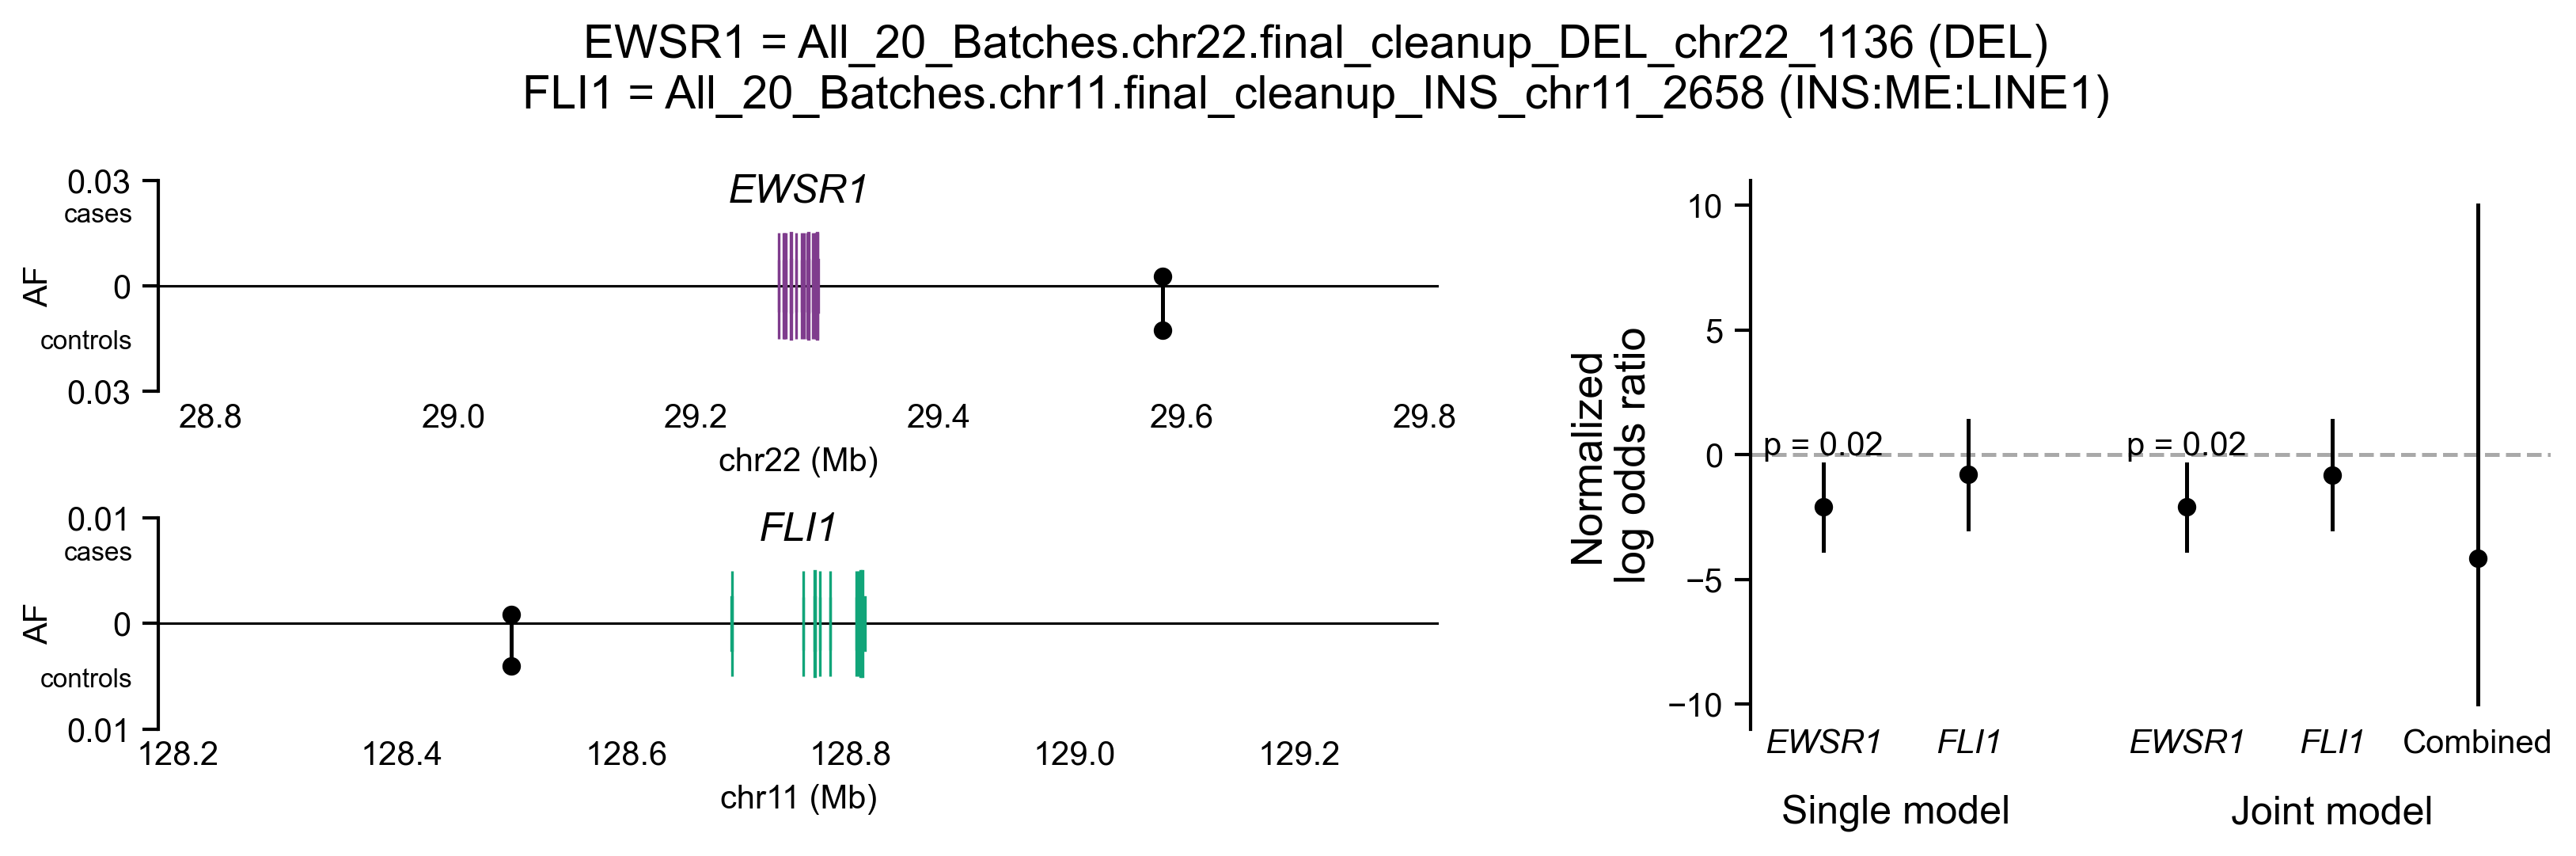 EWSR1 = All_20_Batches.chr22.final_cleanup_DEL_chr22_1136 (DEL)
FLI1 = All_20_Batches.chr11.final_cleanup_INS_chr11_2658 (INS:ME:LINE1)
EWSR1
0.03
cases
AF
0
controls
0.03
28.8 29.0 29.2 29.4 29.6 29.8
chr22 (Mb)
FLI1
0.01
cases
AF
0
controls
0.01
128.2 128.4 128.6 128.8 129.0 129.2
chr11 (Mb)
Normalized
log odds ratio
10
5
0
−5
−10
p = 0.02 p = 0.02
EWSR1 FLI1 EWSR1 FLI1 Combined
Single model Joint model